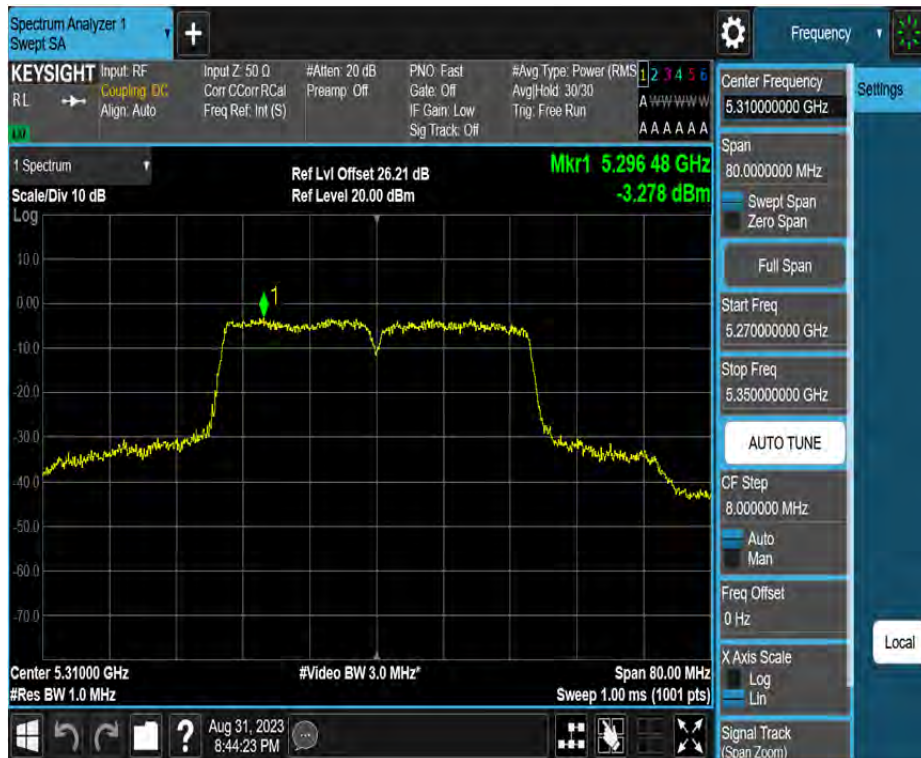 Spectrum Analyzer 1
Swept SA
Frequency
KEYSIGHT
RL
Input: RF
Coupling: DC
Align: Auto
Input Z: 50 Ω
Corr CCorr RCal
Freq Ref: Int (S)
#Atten: 20 dB
Preamp: Off
PNO: Fast
Gate: Off
IF Gain: Low
Sig Track: Off
#Avg Type: Power (RMS
Avg|Hold: 30/30
Trig: Free Run
1 2 3 4 5 6
A W W W W W
A A A A A A
Center Frequency
5.310000000 GHz
Settings
Span
80.0000000 MHz
Swept Span
Zero Span
Full Span
Start Freq
5.270000000 GHz
Stop Freq
5.350000000 GHz
AUTO TUNE
CF Step
8.000000 MHz
Auto
Man
Freq Offset
0 Hz
X Axis Scale
Log
Lin
Local
Signal Track
(Span Zoom)
1 Spectrum
Scale/Div 10 dB
Ref Lvl Offset 26.21 dB
Ref Level 20.00 dBm
Mkr1 5.296 48 GHz
-3.278 dBm
Log
10.0
0.00
-10.0
-20.0
-30.0
-40.0
-50.0
-60.0
-70.0
1
Center 5.31000 GHz
#Res BW 1.0 MHz
#Video BW 3.0 MHz*
Span 80.00 MHz
Sweep 1.00 ms (1001 pts)
?
Aug 31, 2023
8:44:23 PM